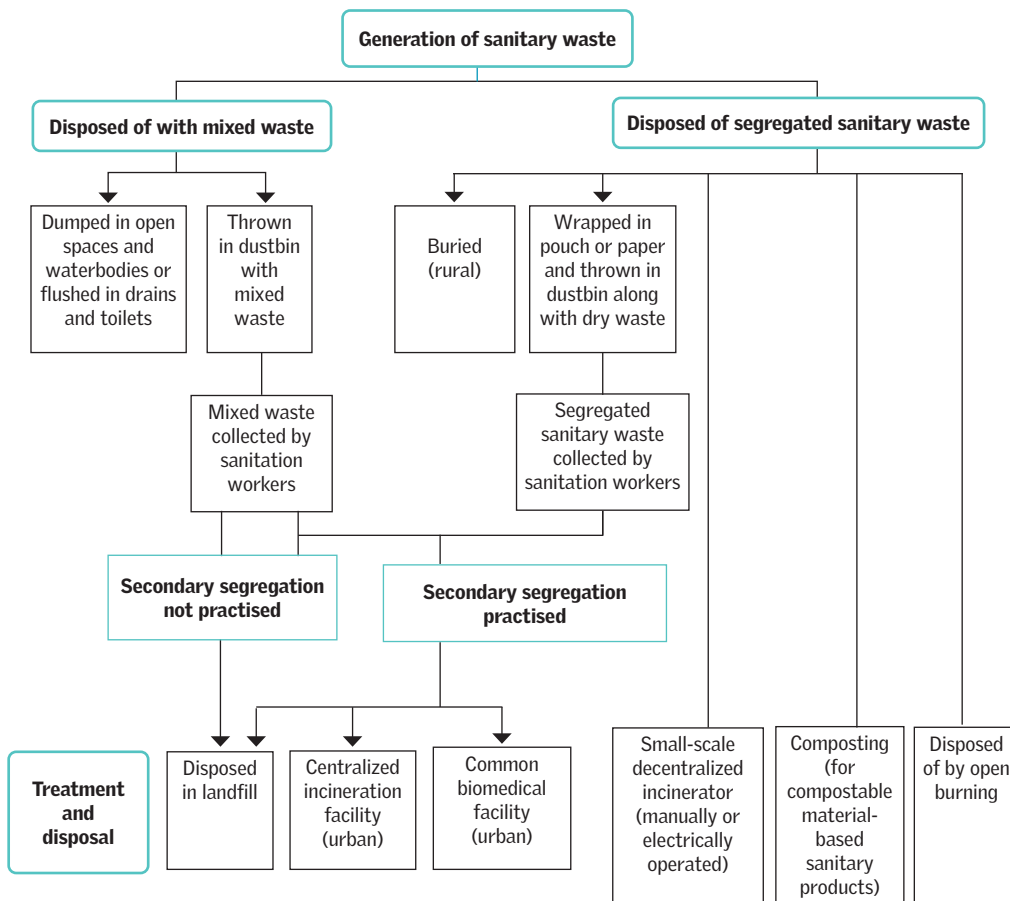 Generation of sanitary waste
Disposed of with mixed waste
Disposed of segregated sanitary waste
Dumped in open
spaces and
waterbodies or
flushed in drains
and toilets
Thrown
in dustbin
with
mixed
waste
Buried
(rural)
Wrapped in
pouch or paper
and thrown in
dustbin along
with dry waste
Mixed waste
collected by
sanitation
workers
Segregated
sanitary waste
collected by
sanitation workers
Secondary segregation
not practised
Secondary segregation
practised
Treatment
and
disposal
Disposed
in landfill
Centralized
incineration
facility
(urban)
Common
biomedical
facility
(urban)
Small-scale
decentralized
incinerator
(manually or
electrically
operated)
Composting
(for
compostable
material-
based
sanitary
products)
Disposed
of by open
burning